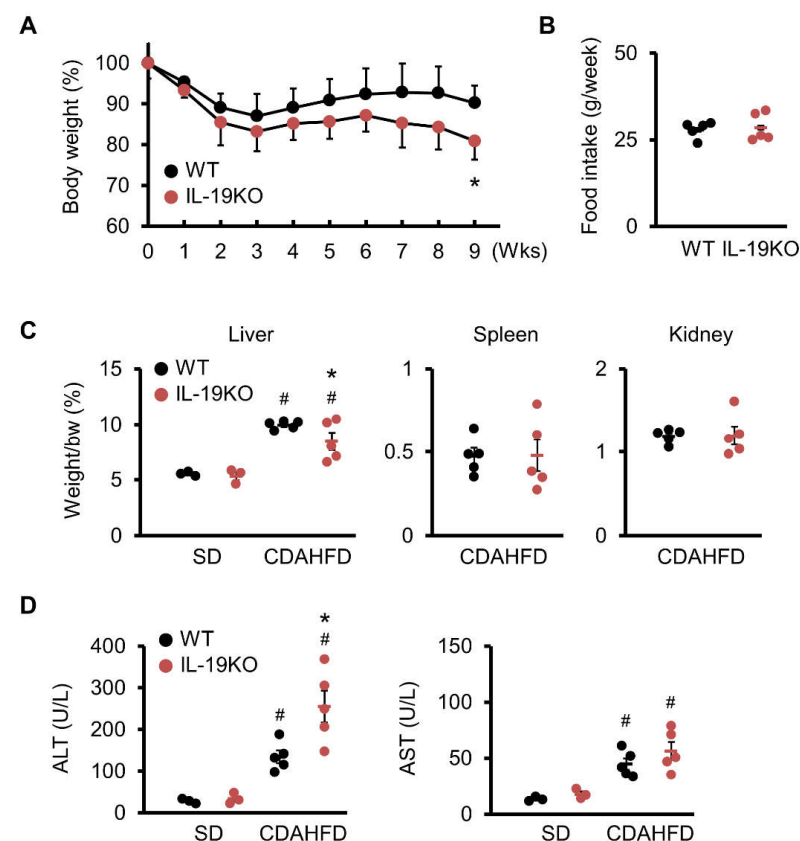 A
Body weight (%)
100
90
80
70
60
WT
IL-19KO
*
0 1 2 3 4 5 6 7 8 9 (Wks)
B
Food intake (g/week)
50
25
0
WT IL-19KO
C
Liver
Spleen
Kidney
Weight/bw (%)
15
10
5
0
WT
IL-19KO
#
*
#
SD CDAHFD
1
0.5
0
CDAHFD
2
1
0
CDAHFD
D
ALT (U/L)
400
300
200
100
0
WT
IL-19KO
#
*
#
SD CDAHFD
AST (U/L)
150
100
50
0
#
#
SD CDAHFD